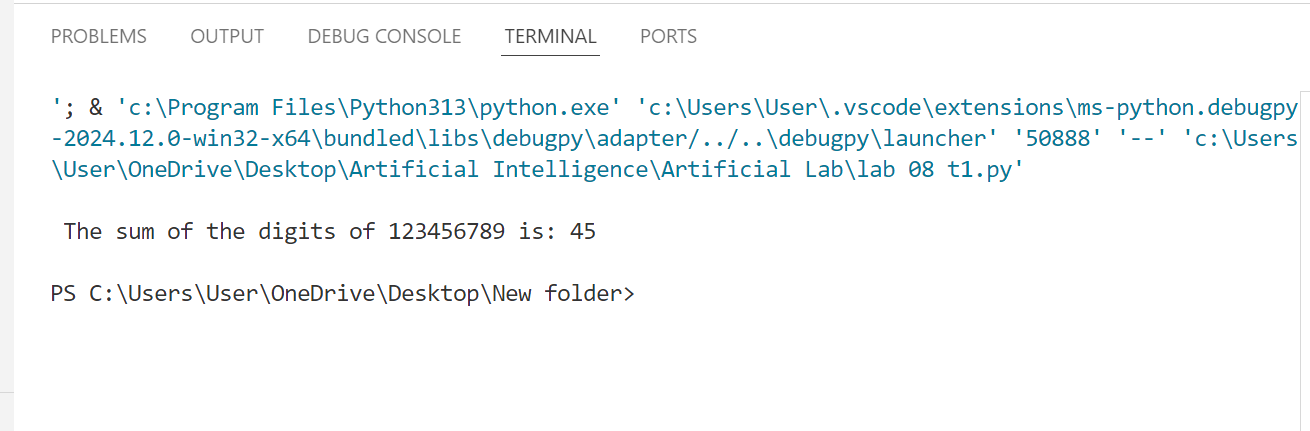 PROBLEMS OUTPUT DEBUG CONSOLE TERMINAL PORTS
'; & 'c:\Program Files\Python313\python.exe' 'c:\Users\User\.vscode\extensions\ms-python.debugpy
-2024.12.0-win32-x64\bundled\libs\debugpy\adapter/../..\debugpy\launcher' '50888' '--' 'c:\Users
\User\OneDrive\Desktop\Artificial Intelligence\Artificial Lab\lab 08 t1.py'
The sum of the digits of 123456789 is: 45
PS C:\Users\User\OneDrive\Desktop\New folder>